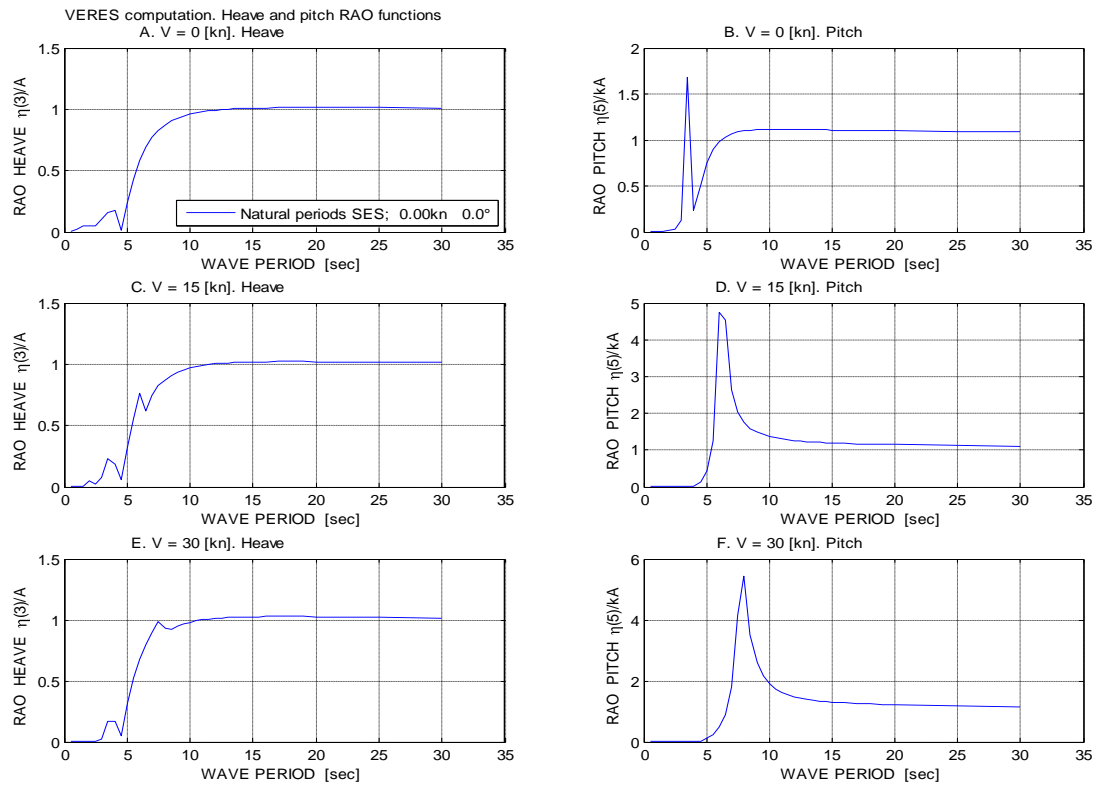 VERES computation. Heave and pitch RAO functions
A. V = 0 [kn]. Heave
1.5
1
0.5
0
RAO HEAVE η(3)/A
Natural periods SES; 0.00kn 0.0°
0 5 10 15 20 25 30 35
WAVE PERIOD [sec]
B. V = 0 [kn]. Pitch
2
1.5
1
0.5
0
RAO PITCH η(5)/kA
0 5 10 15 20 25 30 35
WAVE PERIOD [sec]
C. V = 15 [kn]. Heave
1.5
1
0.5
0
RAO HEAVE η(3)/A
0 5 10 15 20 25 30 35
WAVE PERIOD [sec]
D. V = 15 [kn]. Pitch
5
4
3
2
1
0
RAO PITCH η(5)/kA
0 5 10 15 20 25 30 35
WAVE PERIOD [sec]
E. V = 30 [kn]. Heave
1.5
1
0.5
0
RAO HEAVE η(3)/A
0 5 10 15 20 25 30 35
WAVE PERIOD [sec]
F. V = 30 [kn]. Pitch
6
4
2
0
RAO PITCH η(5)/kA
0 5 10 15 20 25 30 35
WAVE PERIOD [sec]